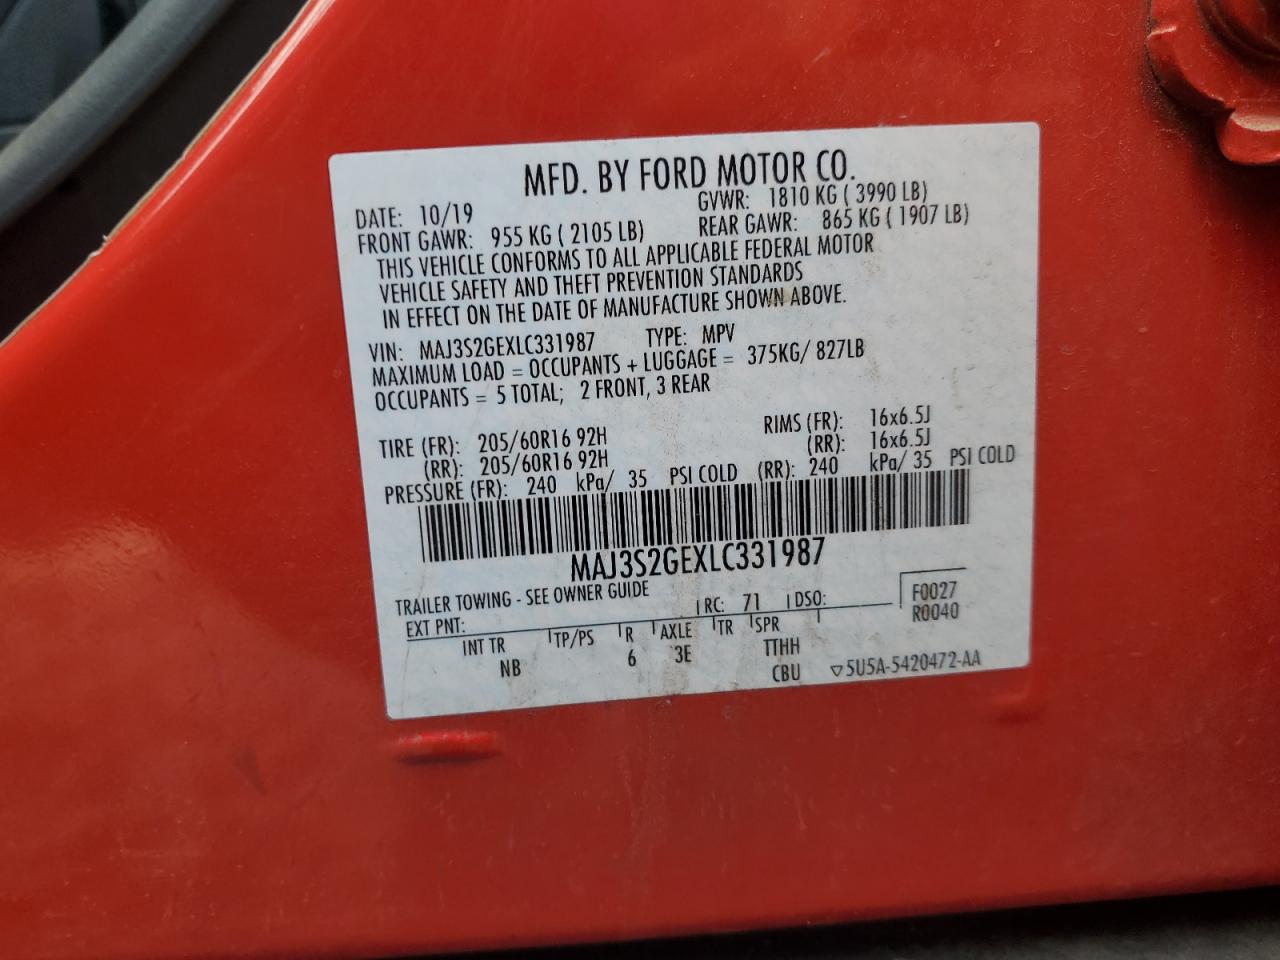 MFD. BY FORD MOTOR CO.
DATE: 10/19 GVWR: 1810 KG ( 3990 LB)
FRONT GAWR: 955 KG ( 2105 LB) REAR GAWR: 865 KG ( 1907 LB)
THIS VEHICLE CONFORMS TO ALL APPLICABLE FEDERAL MOTOR
VEHICLE SAFETY AND THEFT PREVENTION STANDARDS
IN EFFECT ON THE DATE OF MANUFACTURE SHOWN ABOVE.
VIN: MAJ3S2GEXLC331987 TYPE: MPV
MAXIMUM LOAD = OCCUPANTS + LUGGAGE = 375KG/ 827LB
OCCUPANTS = 5 TOTAL; 2 FRONT, 3 REAR
TIRE (FR): 205/60R16 92H RIMS (FR): 16x6.5J
(RR): 205/60R16 92H (RR): 16x6.5J
PRESSURE (FR): 240 kPa/ 35 PSI COLD (RR): 240 kPa/ 35 PSI COLD
MAJ3S2GEXLC331987
TRAILER TOWING - SEE OWNER GUIDE
EXT PNT: RC: 71 DSO: F0027
R0040
INT TR TP/PS R AXLE TR SPR
NB 6 3E TTHH
CBU ▽5U5A-5420472-AA